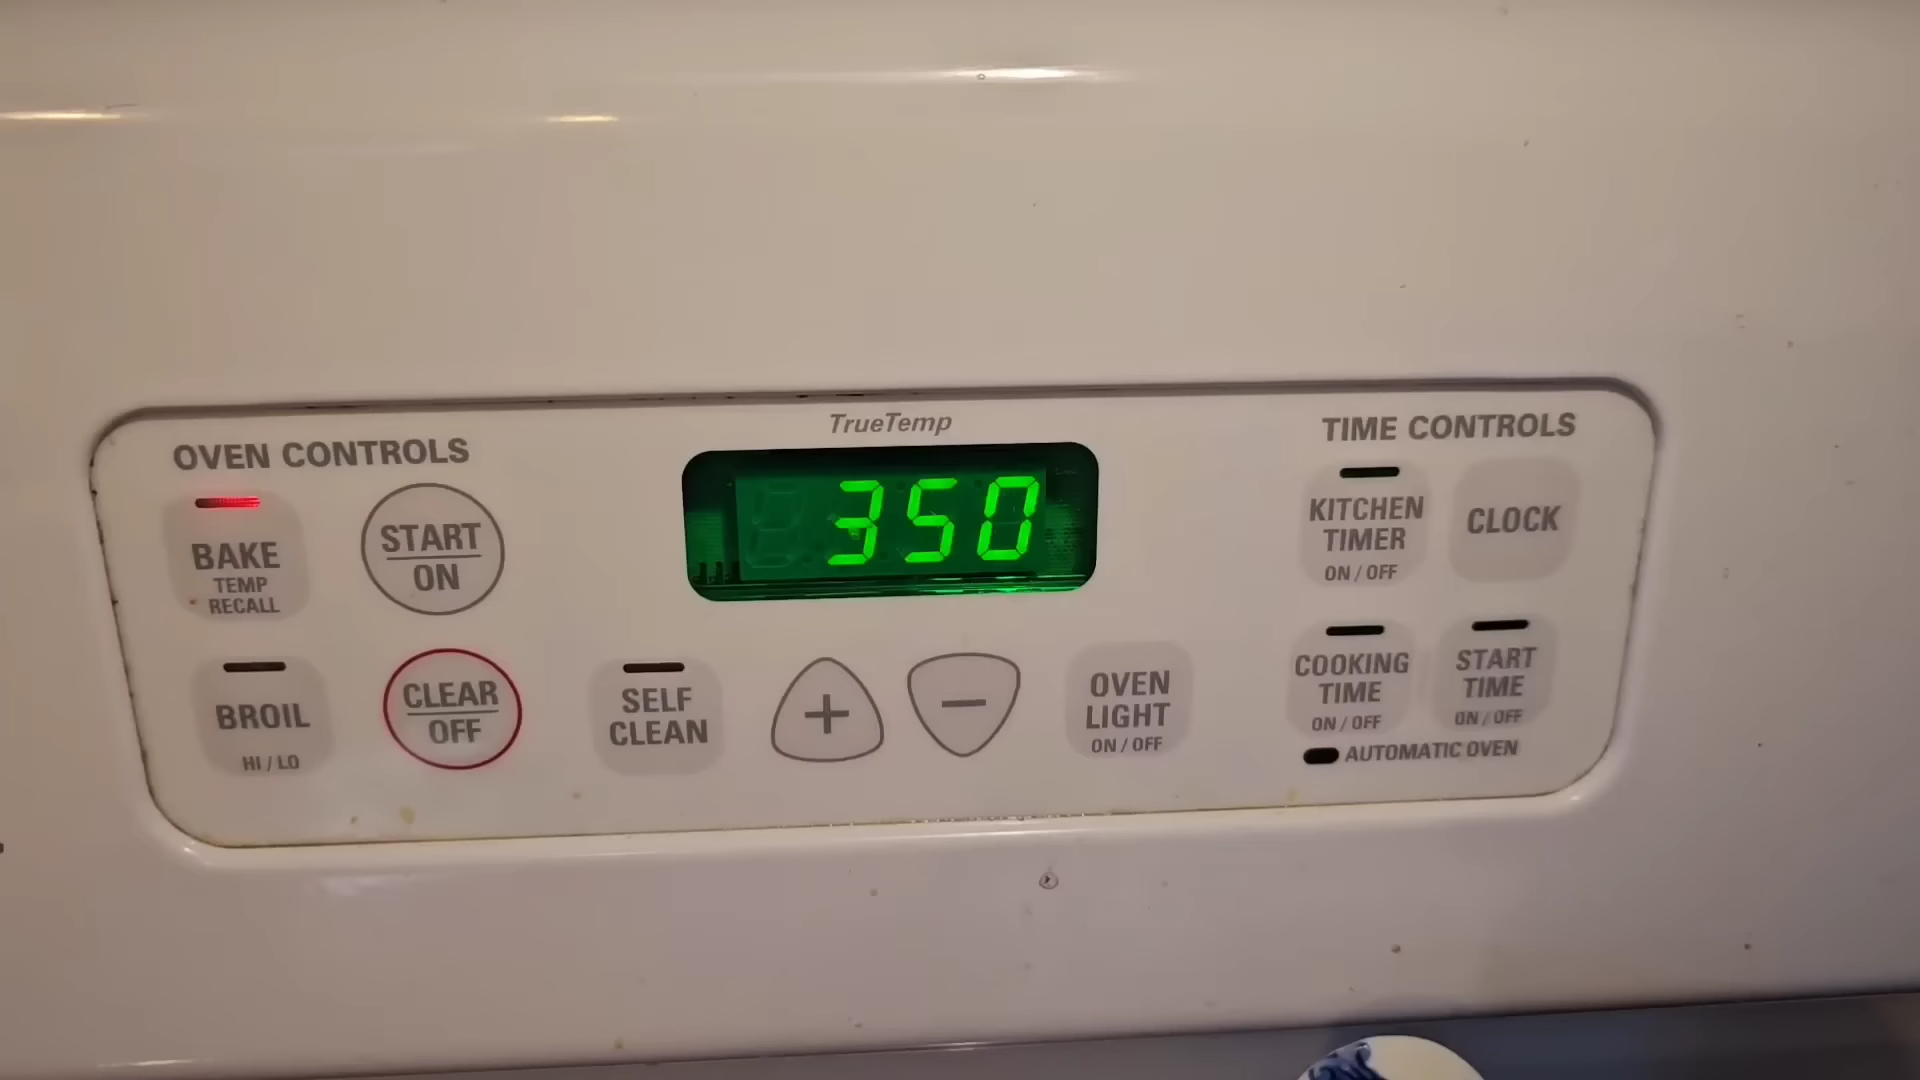 TrueTemp
OVEN CONTROLS
BAKE
TEMP
RECALL
START
ON
BROIL
HI / LO
CLEAR
OFF
350
SELF
CLEAN
+
−
OVEN
LIGHT
ON / OFF
TIME CONTROLS
KITCHEN
TIMER
ON / OFF
CLOCK
COOKING
TIME
ON / OFF
START
TIME
ON / OFF
AUTOMATIC OVEN